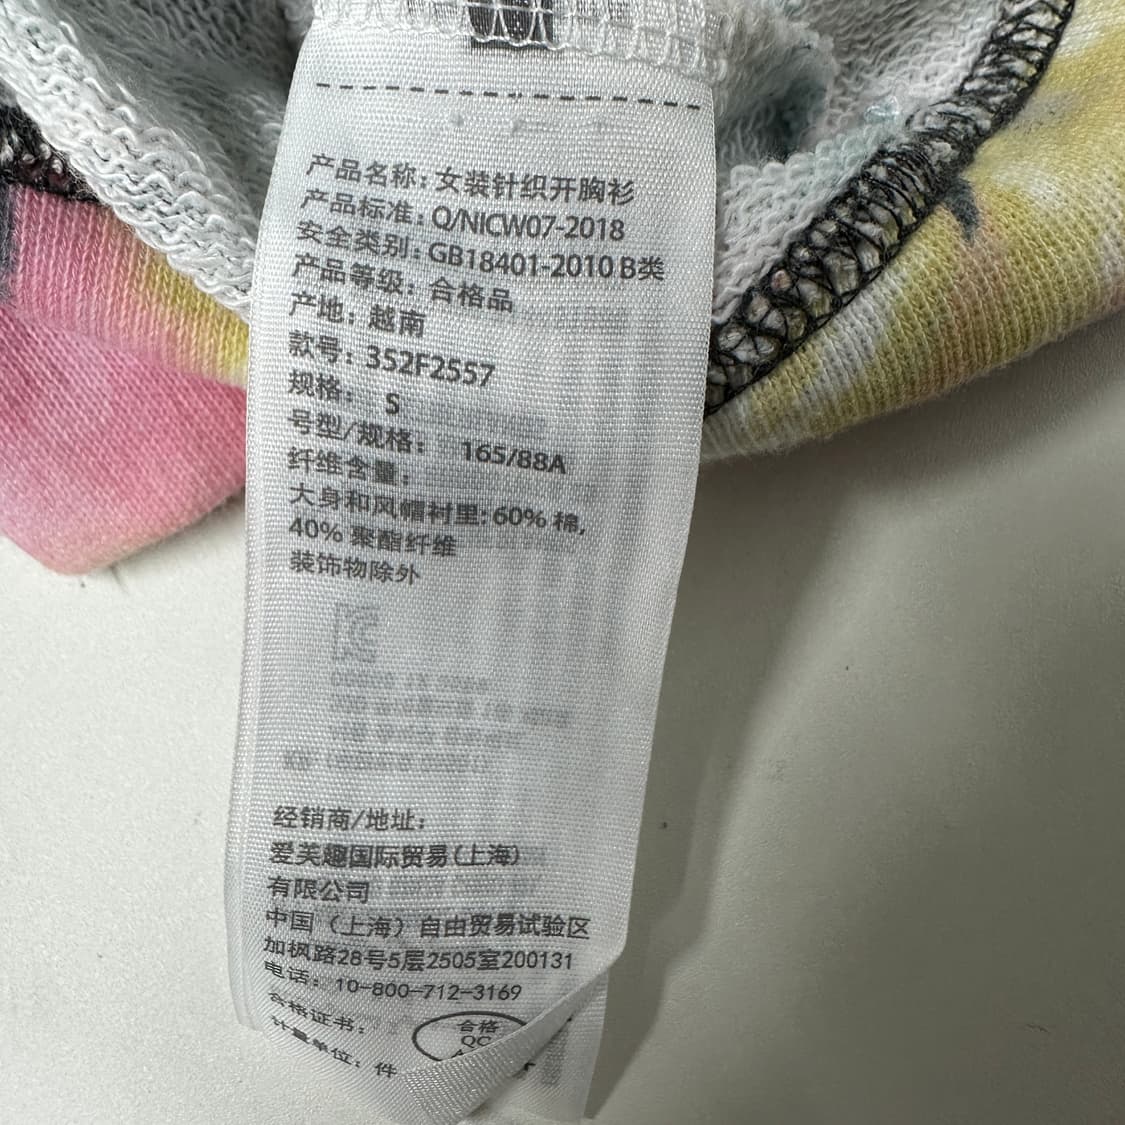 产品名称：女装针织开胸衫
产品标准：Q/NICW07-2018
安全类别：GB18401-2010 B类
产品等级：合格品
产地：越南
款号：352F2557
规格： S
号型/规格： 165/88A
纤维含量：
大身和风帽衬里：60% 棉，
40% 聚酯纤维
装饰物除外
经销商/地址：
爱芙趣国际贸易（上海）
有限公司
中国（上海）自由贸易试验区
加枫路28号5层2505室200131
电话：10-800-712-3169
合格证书：
合格
QC
计量单位：件